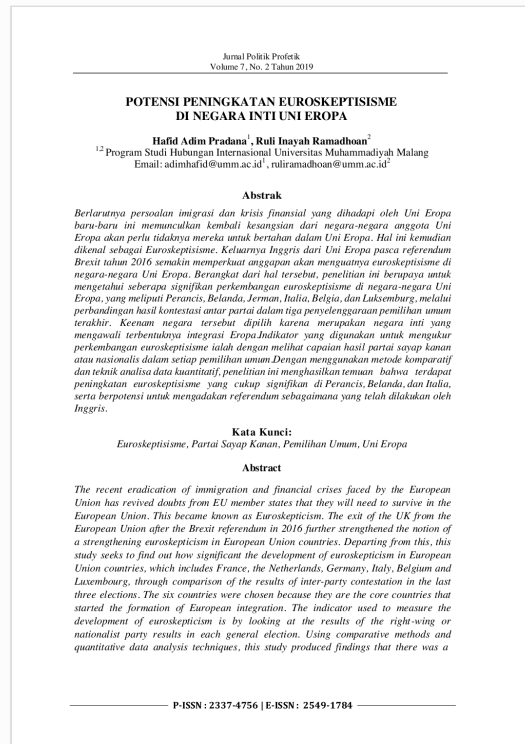 Jurnal Politik Profetik
Volume 7, No. 2 Tahun 2019
POTENSI PENINGKATAN EUROSKEPTISISME
DI NEGARA INTI UNI EROPA
Hafid Adim Pradana1, Ruli Inayah Ramadhoan2
1,2 Program Studi Hubungan Internasional Universitas Muhammadiyah Malang
Email: adimhafid@umm.ac.id1 , ruliramadhoan@umm.ac.id2
Abstrak
Berlarutnya persoalan imigrasi dan krisis finansial yang dihadapi oleh Uni Eropa
baru-baru ini memunculkan kembali kesangsian dari negara-negara anggota Uni
Eropa akan perlu tidaknya mereka untuk bertahan dalam Uni Eropa. Hal ini kemudian
dikenal sebagai Euroskeptisisme. Keluarnya Inggris dari Uni Eropa pasca referendum
Brexit tahun 2016 semakin memperkuat anggapan akan menguatnya euroskeptisisme di
negara-negara Uni Eropa. Berangkat dari hal tersebut, penelitian ini berupaya untuk
mengetahui seberapa signifikan perkembangan euroskeptisisme di negara-negara Uni
Eropa, yang meliputi Perancis, Belanda, Jerman, Italia, Belgia, dan Luksemburg, melalui
perbandingan hasil kontestasi antar partai dalam tiga penyelenggaraan pemilihan umum
terakhir. Keenam negara tersebut dipilih karena merupakan negara inti yang
mengawali terbentuknya integrasi Eropa.Indikator yang digunakan untuk mengukur
perkembangan euroskeptisisme ialah dengan melihat capaian hasil partai sayap kanan
atau nasionalis dalam setiap pemilihan umum.Dengan menggunakan metode komparatif
dan teknik analisa data kuantitatif, penelitian ini menghasilkan temuan bahwa terdapat
peningkatan euroskeptisisme yang cukup signifikan di Perancis, Belanda, dan Italia,
serta berpotensi untuk mengadakan referendum sebagaimana yang telah dilakukan oleh
Inggris.
Kata Kunci:
Euroskeptisisme, Partai Sayap Kanan, Pemilihan Umum, Uni Eropa
Abstract
The recent eradication of immigration and financial crises faced by the European
Union has revived doubts from EU member states that they will need to survive in the
European Union. This became known as Euroskepticism. The exit of the UK from the
European Union after the Brexit referendum in 2016 further strengthened the notion of
a strengthening euroskepticism in European Union countries. Departing from this, this
study seeks to find out how significant the development of euroskepticism in European
Union countries, which includes France, the Netherlands, Germany, Italy, Belgium and
Luxembourg, through comparison of the results of inter-party contestation in the last
three elections. The six countries were chosen because they are the core countries that
started the formation of European integration. The indicator used to measure the
development of euroskepticism is by looking at the results of the right-wing or
nationalist party results in each general election. Using comparative methods and
quantitative data analysis techniques, this study produced findings that there was a
P-ISSN : 2337-4756 | E-ISSN : 2549-1784